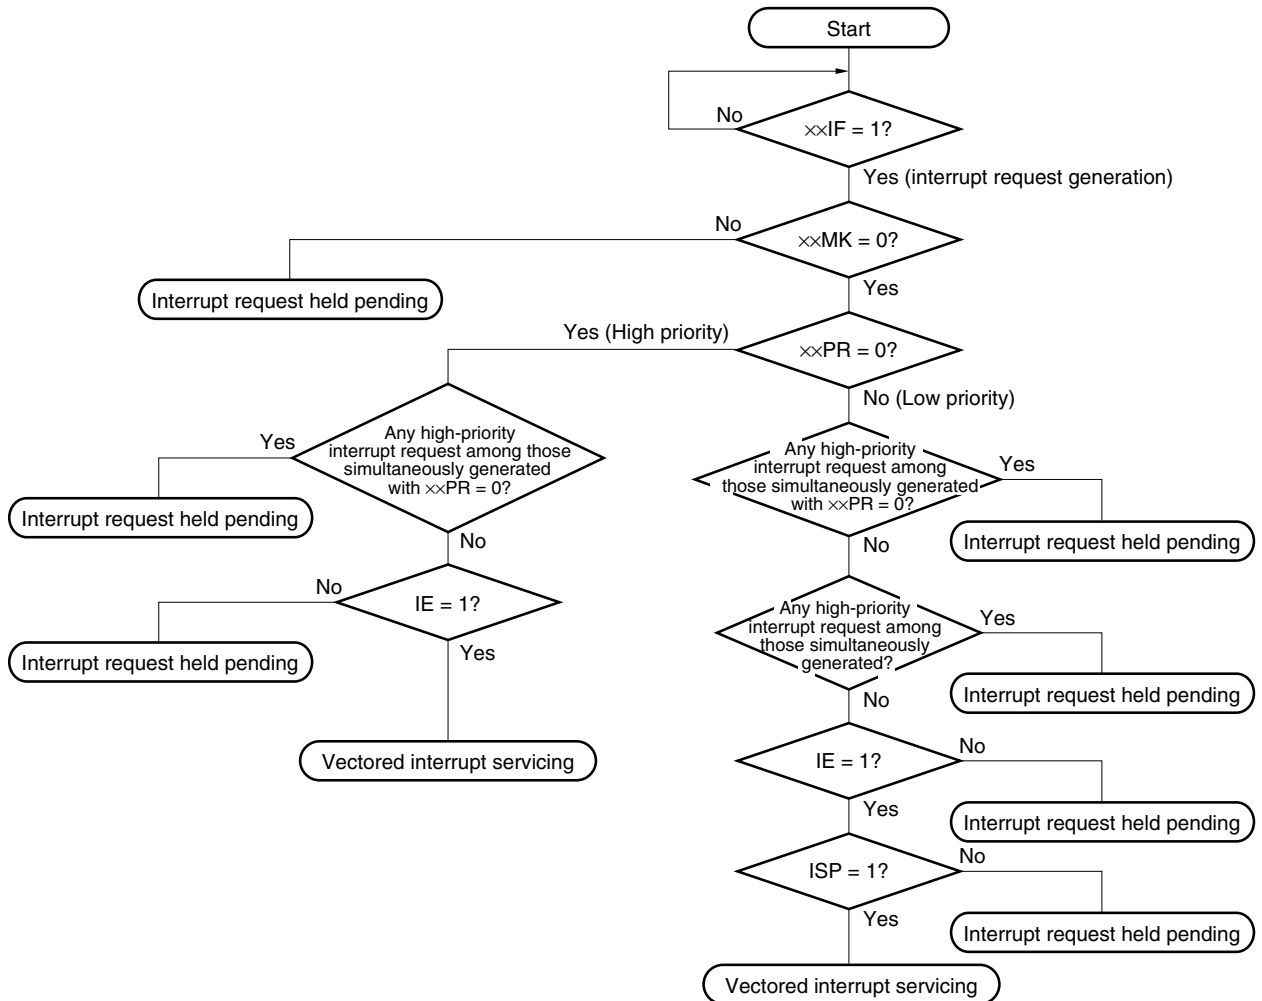 Start
No
××IF = 1?
Yes (interrupt request generation)
No
××MK = 0?
Interrupt request held pending
Yes
Yes (High priority)
××PR = 0?
No (Low priority)
Yes
Any high-priority
interrupt request among those
simultaneously generated
with ××PR = 0?
Any high-priority
interrupt request among
those simultaneously generated
with ××PR = 0?
Yes
Interrupt request held pending
Interrupt request held pending
No
No
No
IE = 1?
Any high-priority
interrupt request among
those simultaneously
generated?
Yes
Interrupt request held pending
Yes
Interrupt request held pending
No
Vectored interrupt servicing
IE = 1?
No
Yes
Interrupt request held pending
ISP = 1?
No
Yes
Interrupt request held pending
Vectored interrupt servicing